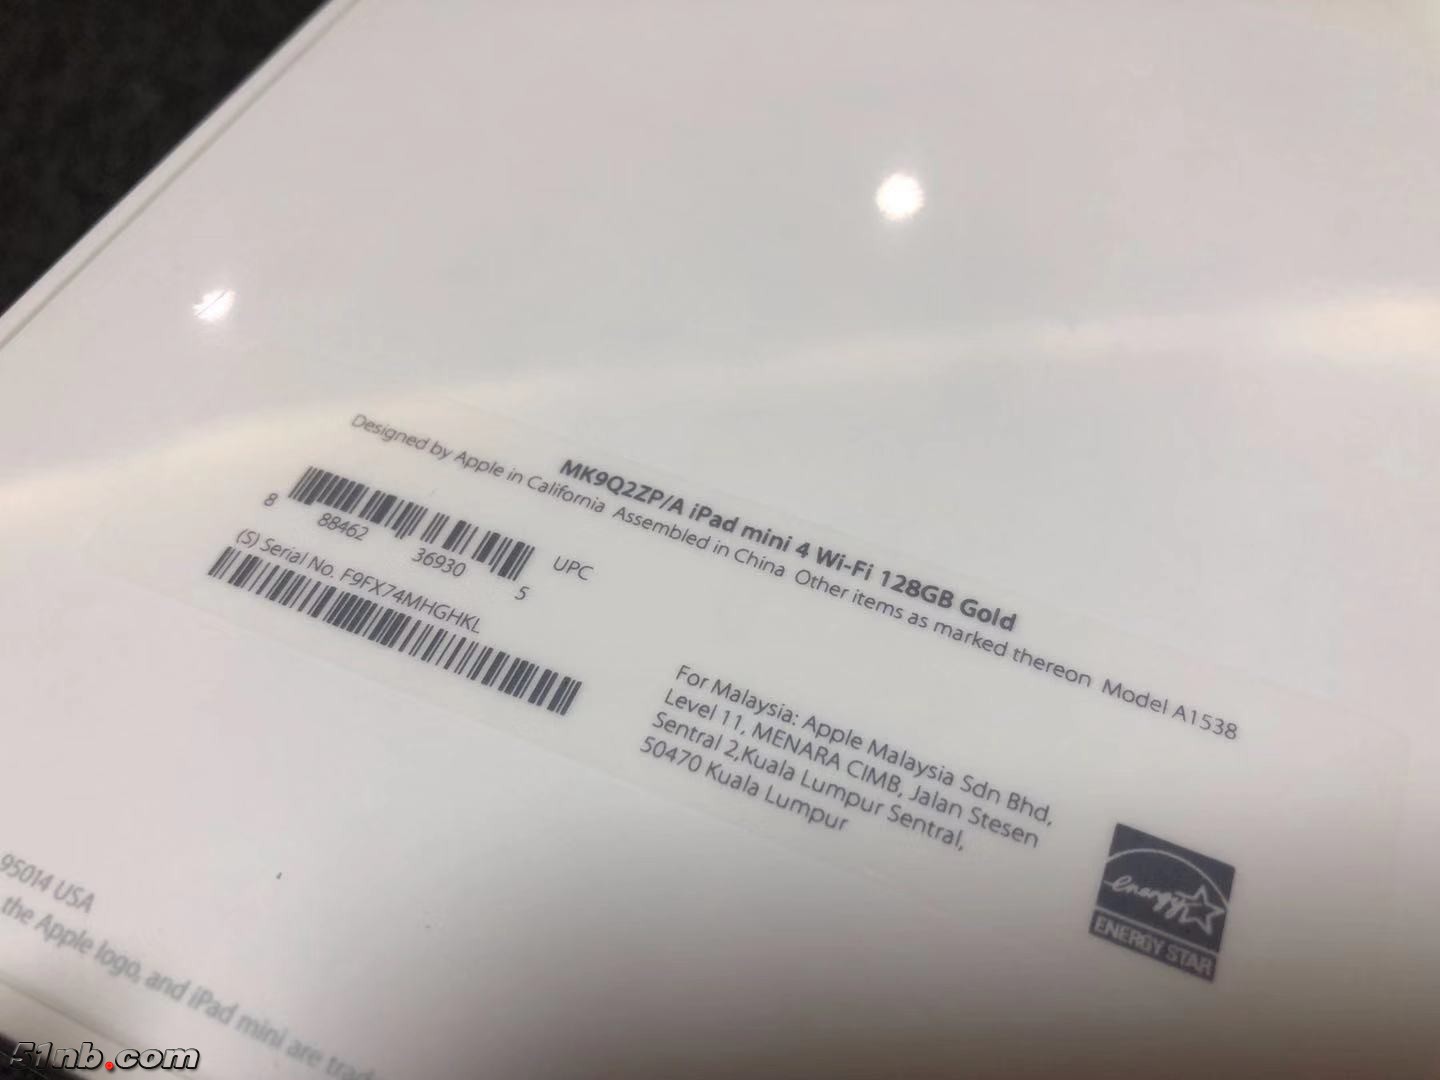 MK9Q2ZP/A iPad mini 4 Wi-Fi 128GB Gold
Designed by Apple in California Assembled in China Other items as marked thereon Model A1538
8 88462 36930 5 UPC
(S) Serial No. F9FX74MHGHKL
For Malaysia: Apple Malaysia Sdn Bhd,
Level 11, MENARA CIMB, Jalan Stesen
Sentral 2,Kuala Lumpur Sentral,
50470 Kuala Lumpur
energy
ENERGY STAR
95014 USA
the Apple logo, and iPad mini are trad
51nb.com